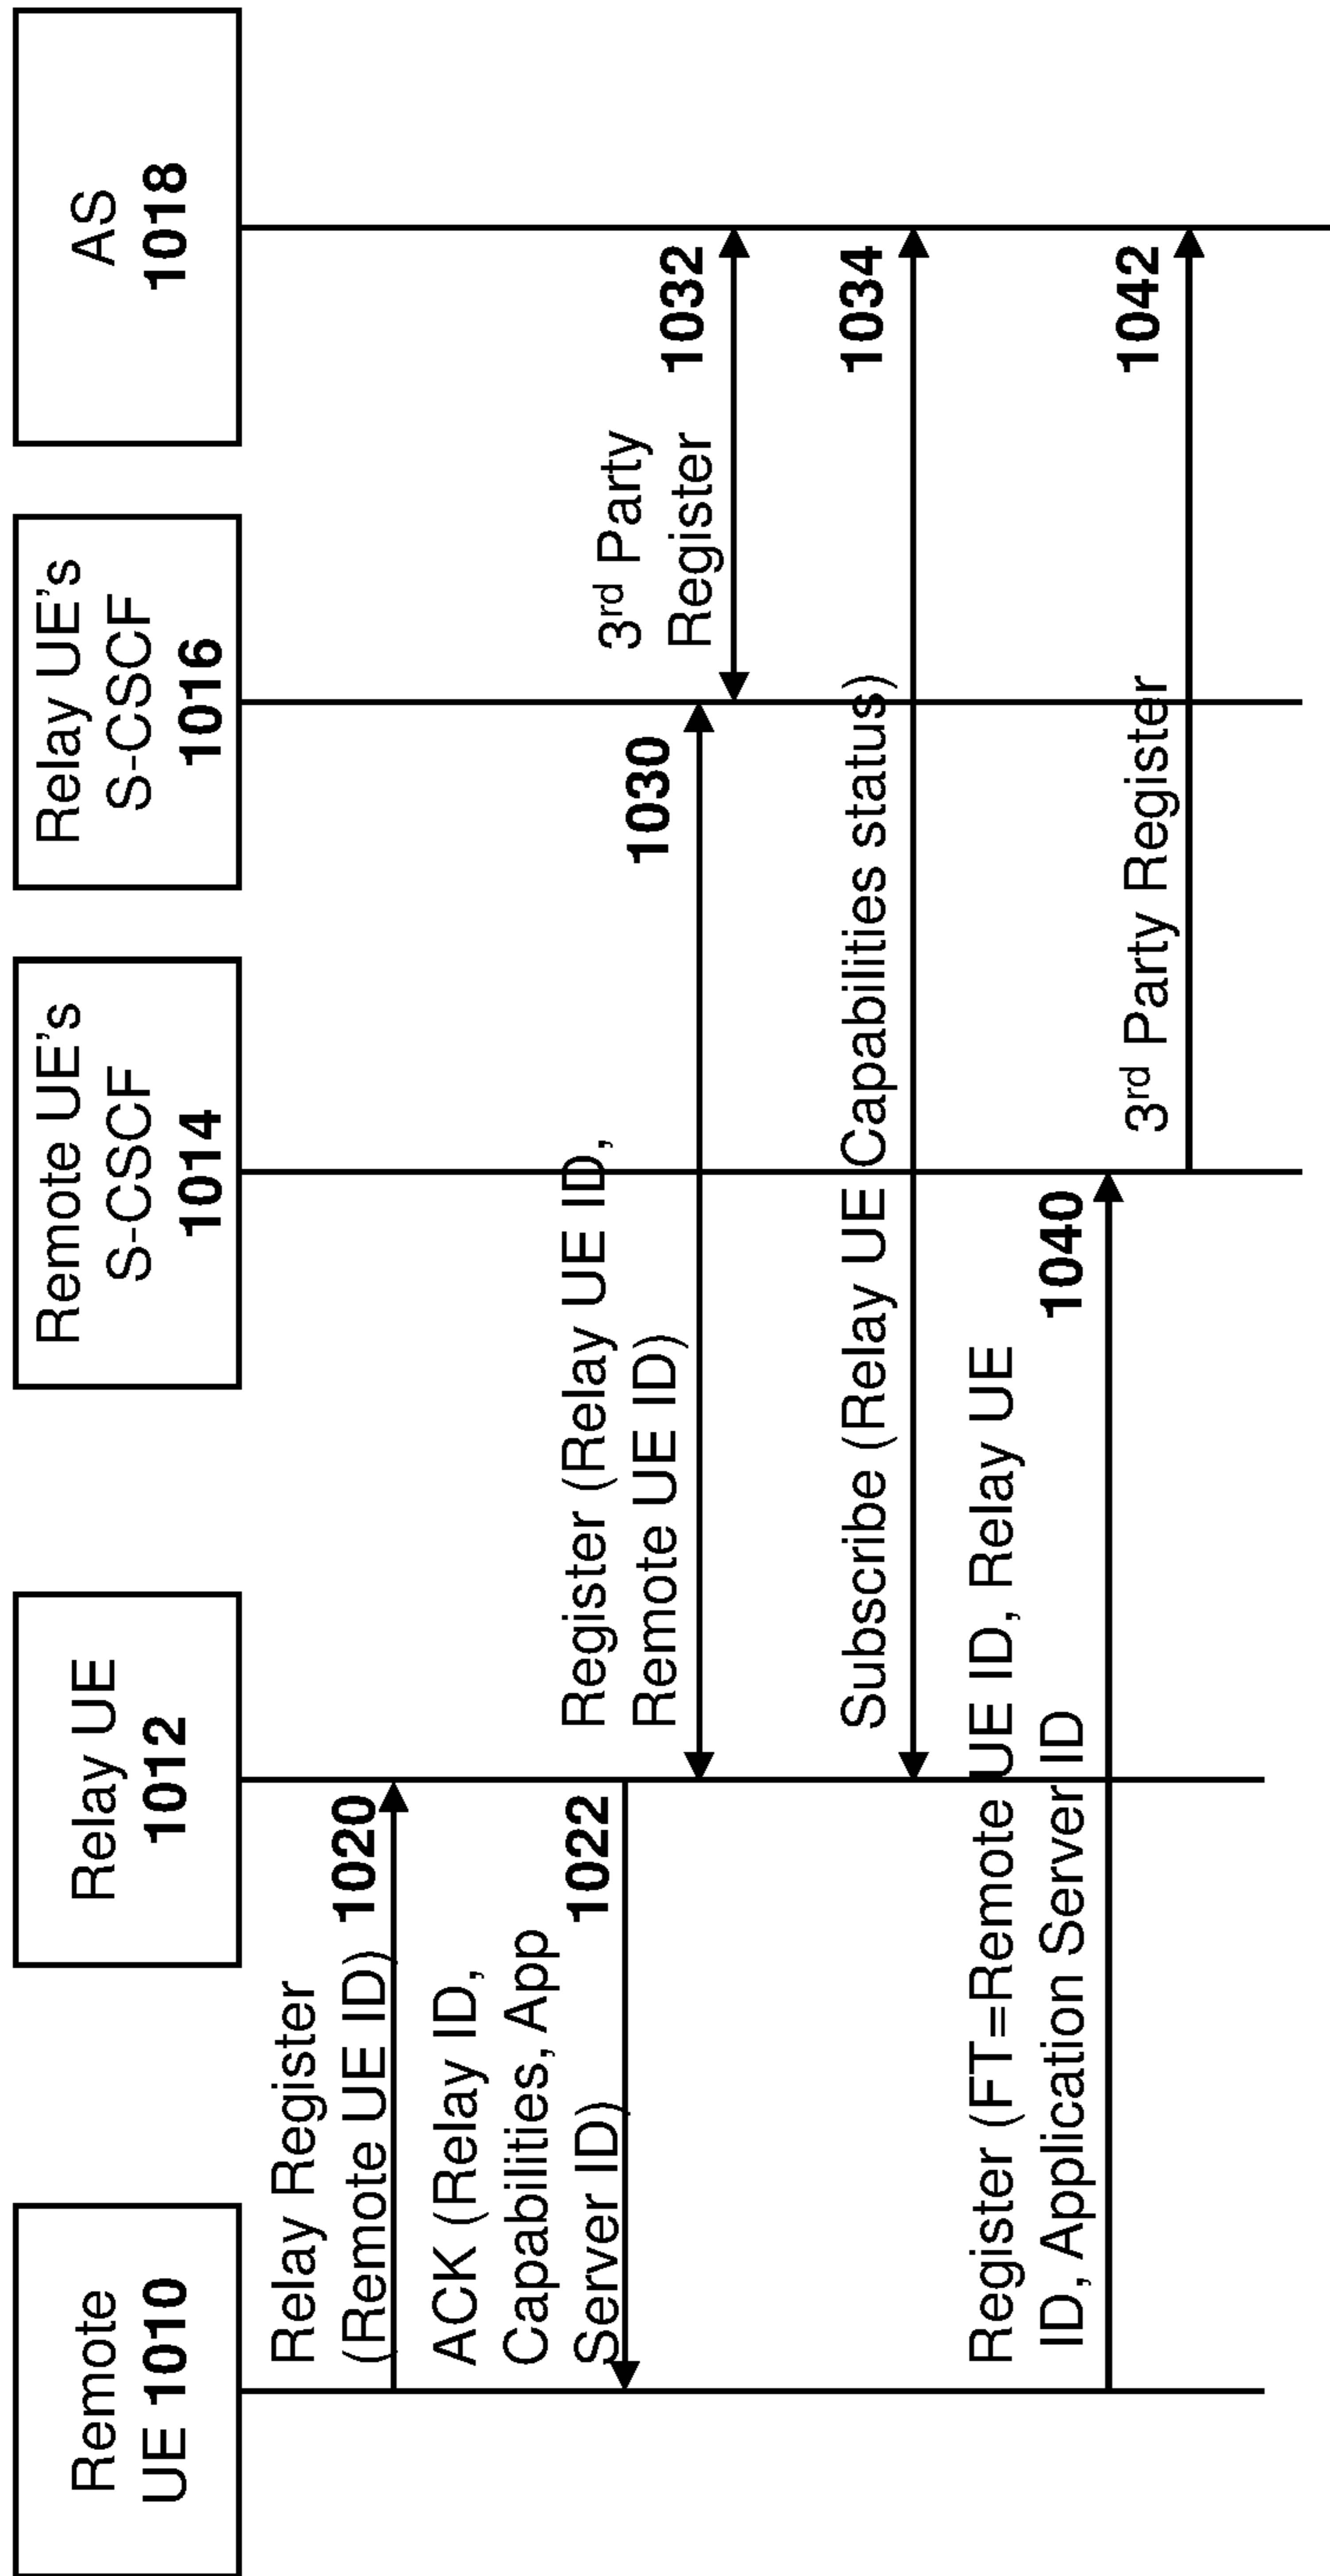 Remote
UE 1010
Relay UE
1012
Remote UE's
S-CSCF
1014
Relay UE's
S-CSCF
1016
AS
1018
Relay Register
(Remote UE ID)
1020
ACK (Relay ID,
Capabilities, App
Server ID)
1022
Register (Relay UE ID,
Remote UE ID)
1030
3rd Party
Register
1032
Subscribe (Relay UE Capabilities status)
1034
Register (FT=Remote UE ID, Relay UE
ID, Application Server ID
1040
3rd Party Register
1042